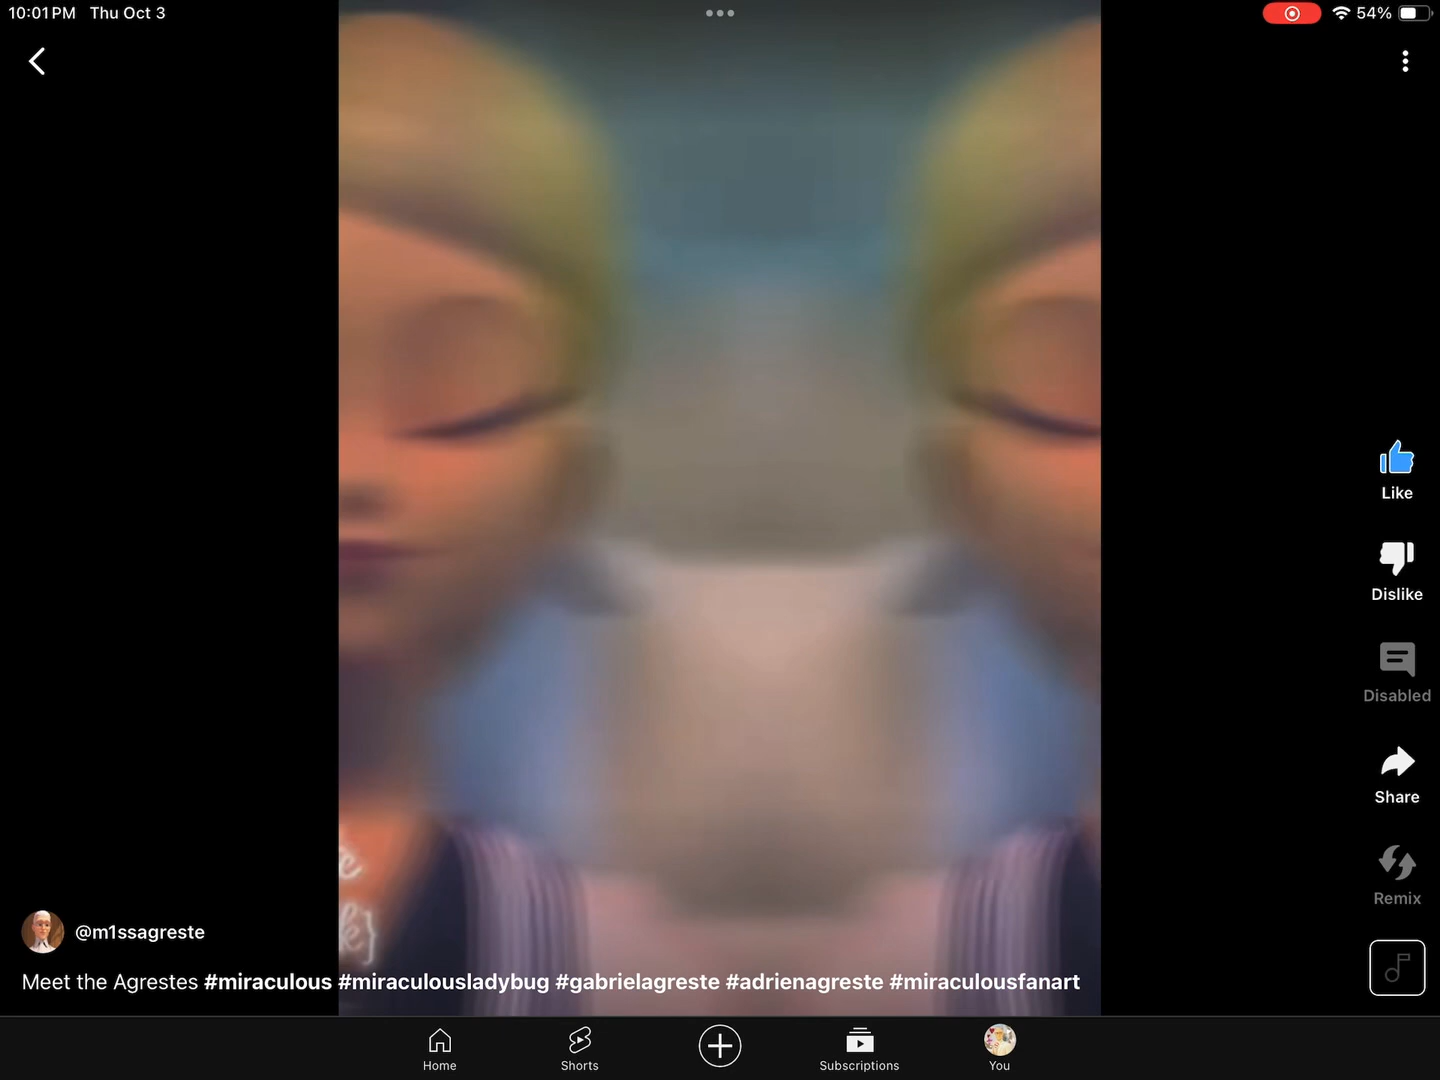 10:01 PM Thu Oct 3
54%
Like
Dislike
Disabled
Share
Remix
@m1ssagreste
Meet the Agrestes #miraculous #miraculousladybug #gabrielagreste #adrienagreste #miraculousfanart
Home
Shorts
Subscriptions
You